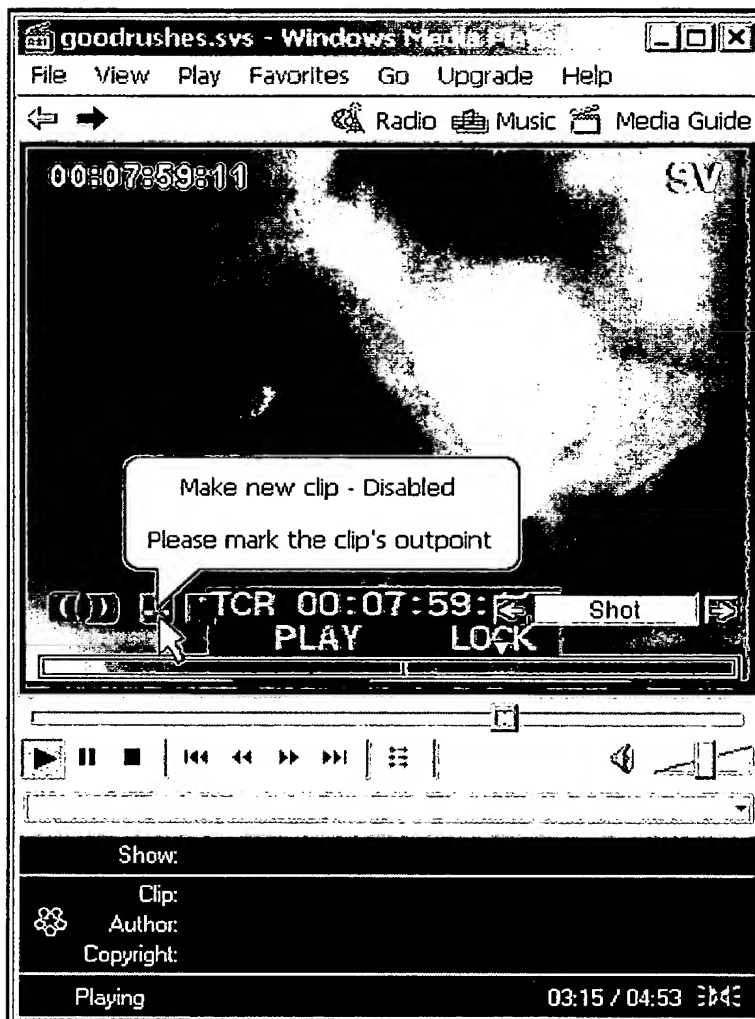 goodrushes.svs - Windows Media Play
File View Play Favorites Go Upgrade Help
Radio Music Media Guide
00:07:59:11 SV
Make new clip - Disabled
Please mark the clip's outpoint
TCR 00:07:59: Shot
PLAY LOCK
Show:
Clip:
Author:
Copyright:
Playing 03:15 / 04:53